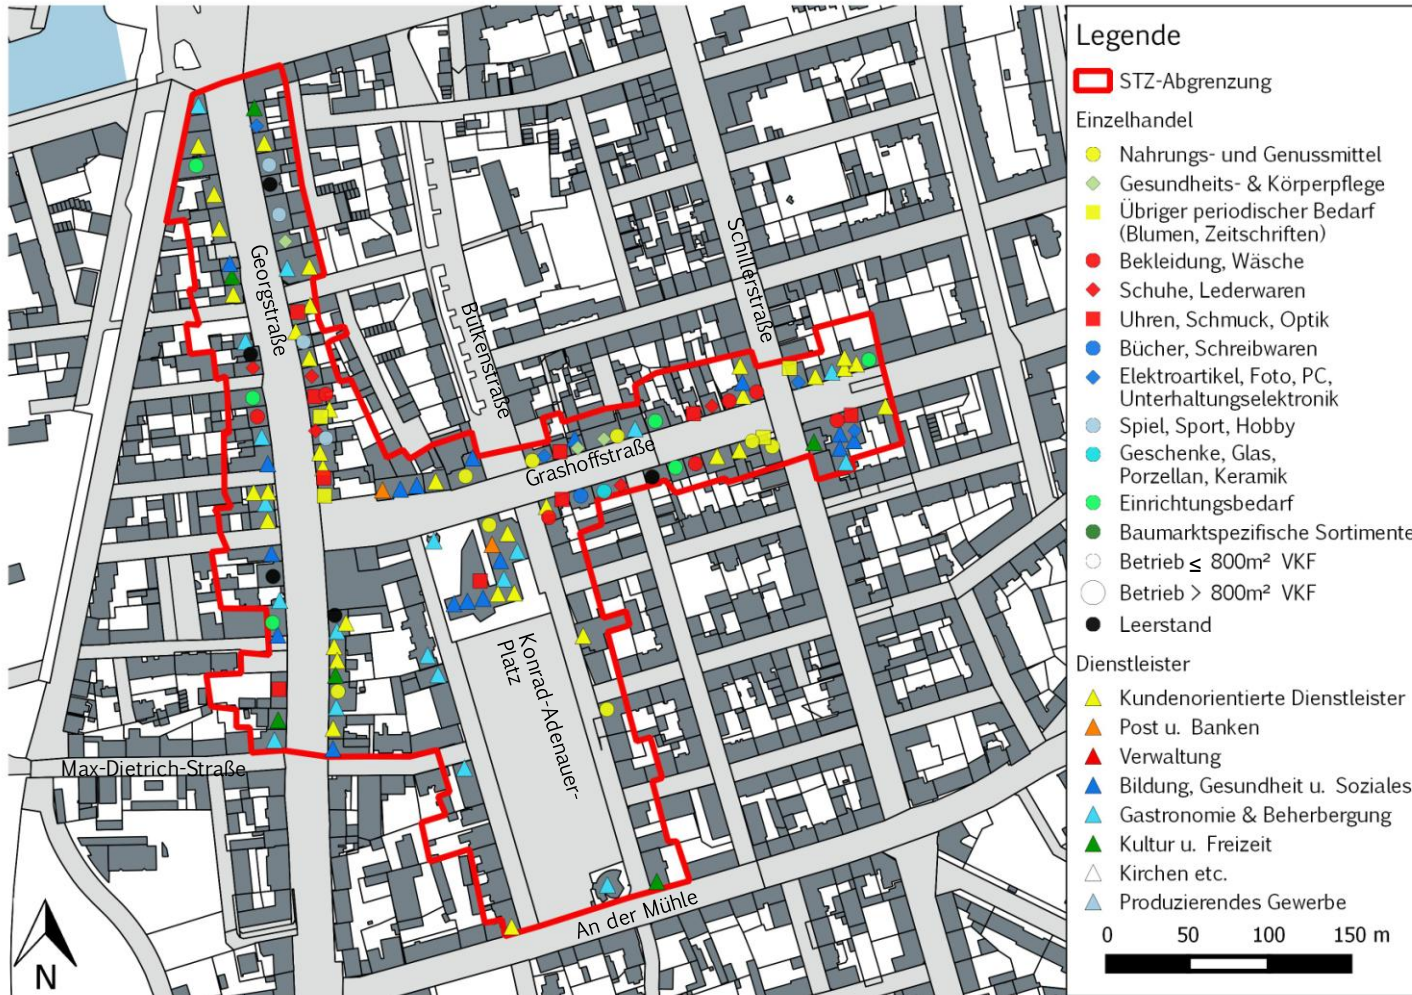 Georgstraße
Bülkenstraße
Schillerstraße
Grashoffstraße
Konrad-Adenauer-
Platz
Max-Dietrich-Straße
An der Mühle
N
Legende
STZ-Abgrenzung
Einzelhandel
Nahrungs- und Genussmittel
Gesundheits- & Körperpflege
Übriger periodischer Bedarf
(Blumen, Zeitschriften)
Bekleidung, Wäsche
Schuhe, Lederwaren
Uhren, Schmuck, Optik
Bücher, Schreibwaren
Elektroartikel, Foto, PC,
Unterhaltungselektronik
Spiel, Sport, Hobby
Geschenke, Glas,
Porzellan, Keramik
Einrichtungsbedarf
Baumarktspezifische Sortimente
Betrieb ≤ 800m² VKF
Betrieb > 800m² VKF
Leerstand
Dienstleister
Kundenorientierte Dienstleister
Post u. Banken
Verwaltung
Bildung, Gesundheit u. Soziales
Gastronomie & Beherbergung
Kultur u. Freizeit
Kirchen etc.
Produzierendes Gewerbe
0 50 100 150 m